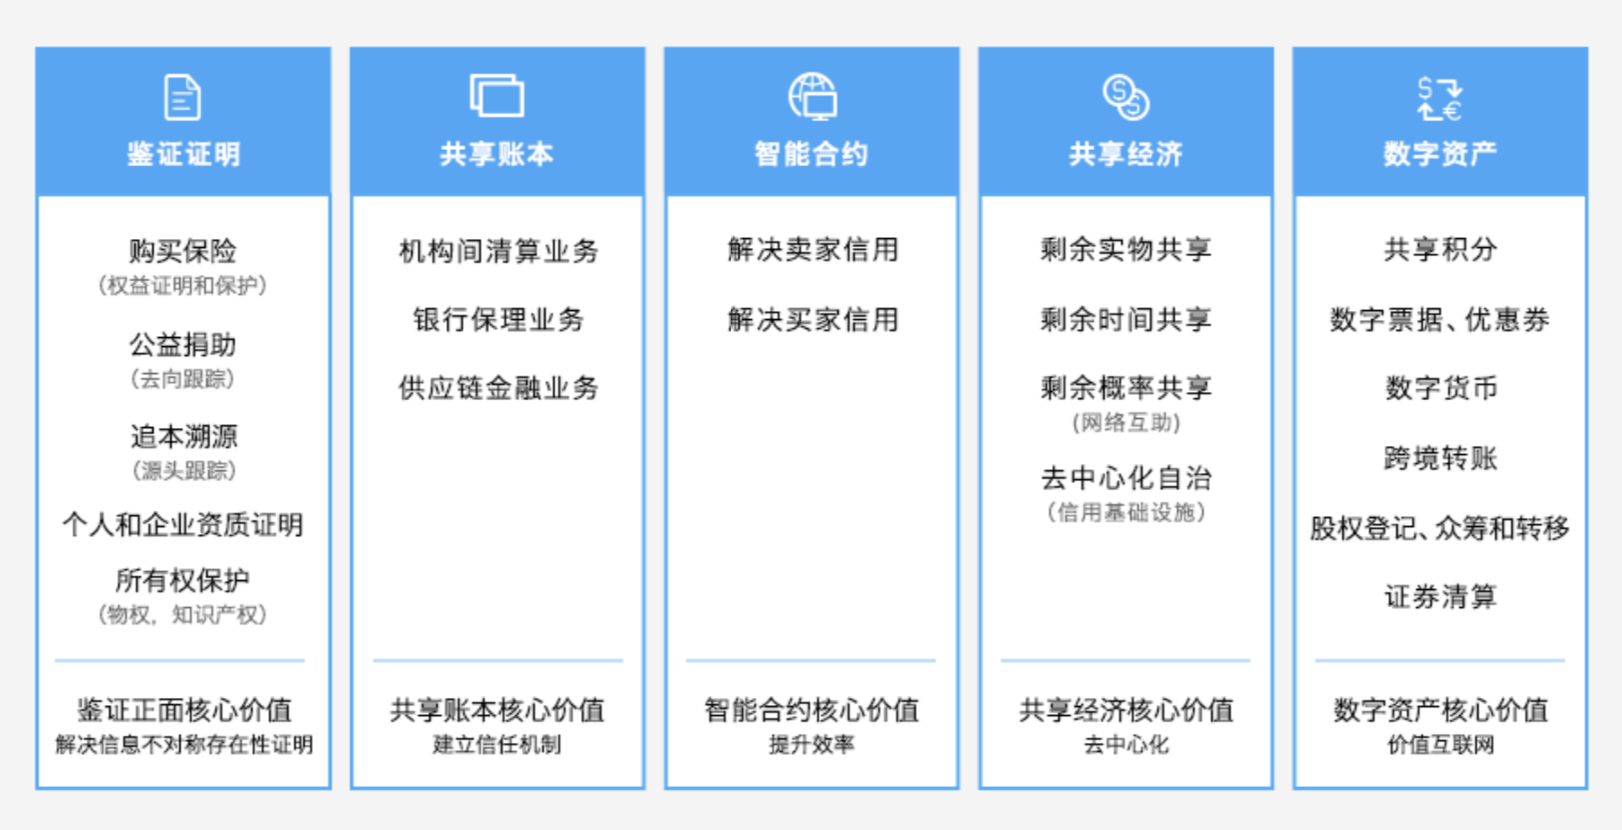 鉴证证明
购买保险
（权益证明和保护）
公益捐助
（去向跟踪）
追本溯源
（源头跟踪）
个人和企业资质证明
所有权保护
（物权，知识产权）
鉴证正面核心价值
解决信息不对称存在性证明
共享账本
机构间清算业务
银行保理业务
供应链金融业务
共享账本核心价值
建立信任机制
智能合约
解决卖家信用
解决买家信用
智能合约核心价值
提升效率
共享经济
剩余实物共享
剩余时间共享
剩余概率共享
(网络互助)
去中心化自治
（信用基础设施）
共享经济核心价值
去中心化
数字资产
共享积分
数字票据、优惠券
数字货币
跨境转账
股权登记、众筹和转移
证券清算
数字资产核心价值
价值互联网